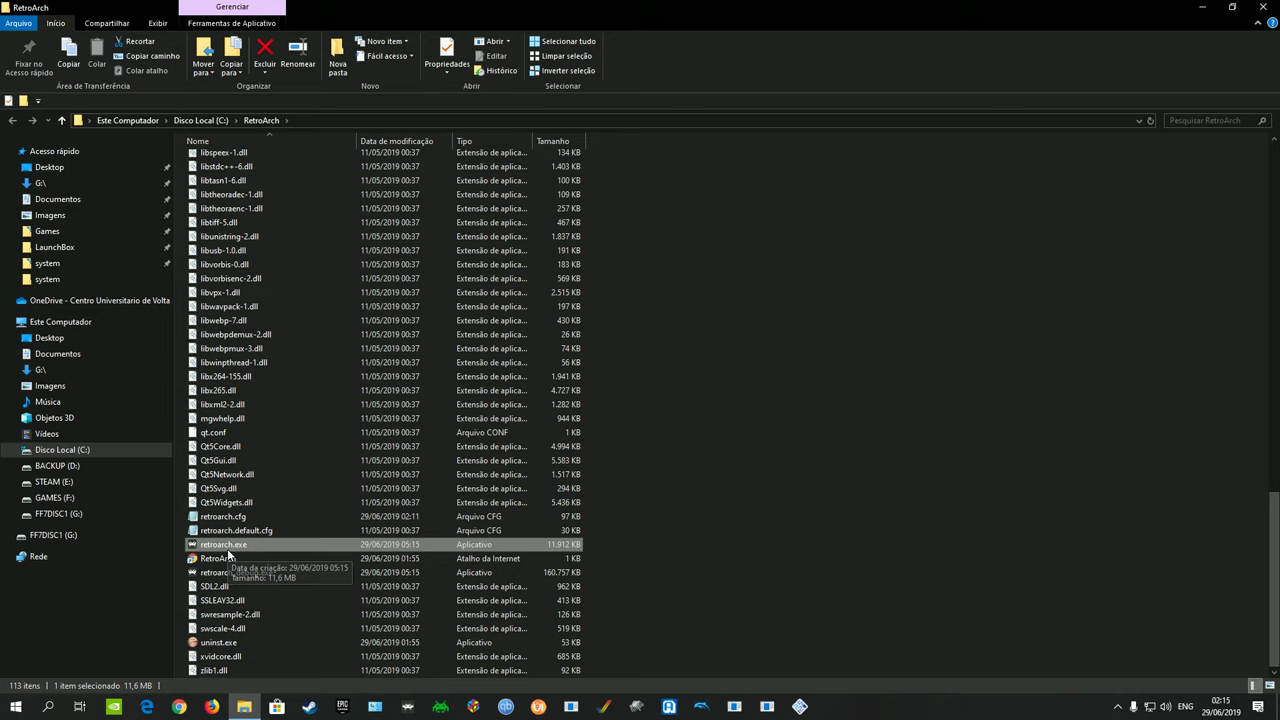 RetroArch
Gerenciar
Arquivo Início Compartilhar Exibir Ferramentas de Aplicativo
Fixar no Acesso rápido
Copiar
Colar
Recortar
Copiar caminho
Colar atalho
Mover para
Copiar para
Excluir
Renomear
Nova pasta
Novo item
Fácil acesso
Propriedades
Abrir
Editar
Histórico
Selecionar tudo
Limpar seleção
Inverter seleção
Área de Transferência Organizar Novo Abrir Selecionar
Este Computador > Disco Local (C:) > RetroArch >
Pesquisar RetroArch
Acesso rápido
Desktop
G:\
Documentos
Imagens
Games
LaunchBox
system
system
OneDrive - Centro Universitario de Volta
Este Computador
Desktop
Documentos
G:\
Imagens
Música
Objetos 3D
Vídeos
Disco Local (C:)
BACKUP (D:)
STEAM (E:)
GAMES (F:)
FF7DISC1 (G:)
FF7DISC1 (G:)
Rede
Nome Data de modificação Tipo Tamanho
libspeex-1.dll 11/05/2019 00:37 Extensão de aplica... 134 KB
libstdc++-6.dll 11/05/2019 00:37 Extensão de aplica... 1.403 KB
libtasn1-6.dll 11/05/2019 00:37 Extensão de aplica... 100 KB
libtheoradec-1.dll 11/05/2019 00:37 Extensão de aplica... 109 KB
libtheoraenc-1.dll 11/05/2019 00:37 Extensão de aplica... 257 KB
libtiff-5.dll 11/05/2019 00:37 Extensão de aplica... 467 KB
libunistring-2.dll 11/05/2019 00:37 Extensão de aplica... 1.837 KB
libusb-1.0.dll 11/05/2019 00:37 Extensão de aplica... 191 KB
libvorbis-0.dll 11/05/2019 00:37 Extensão de aplica... 183 KB
libvorbisenc-2.dll 11/05/2019 00:37 Extensão de aplica... 569 KB
libvpx-1.dll 11/05/2019 00:37 Extensão de aplica... 2.515 KB
libwavpack-1.dll 11/05/2019 00:37 Extensão de aplica... 197 KB
libwebp-7.dll 11/05/2019 00:37 Extensão de aplica... 430 KB
libwebpdemux-2.dll 11/05/2019 00:37 Extensão de aplica... 26 KB
libwebpmux-3.dll 11/05/2019 00:37 Extensão de aplica... 74 KB
libwinpthread-1.dll 11/05/2019 00:37 Extensão de aplica... 56 KB
libx264-155.dll 11/05/2019 00:37 Extensão de aplica... 1.941 KB
libx265.dll 11/05/2019 00:37 Extensão de aplica... 4.727 KB
libxml2-2.dll 11/05/2019 00:37 Extensão de aplica... 1.282 KB
mgwhelp.dll 11/05/2019 00:37 Extensão de aplica... 944 KB
qt.conf 11/05/2019 00:37 Arquivo CONF 1 KB
Qt5Core.dll 11/05/2019 00:37 Extensão de aplica... 4.994 KB
Qt5Gui.dll 11/05/2019 00:37 Extensão de aplica... 5.583 KB
Qt5Network.dll 11/05/2019 00:37 Extensão de aplica... 1.517 KB
Qt5Svg.dll 11/05/2019 00:37 Extensão de aplica... 294 KB
Qt5Widgets.dll 11/05/2019 00:37 Extensão de aplica... 5.436 KB
retroarch.cfg 29/06/2019 02:11 Arquivo CFG 97 KB
retroarch.default.cfg 11/05/2019 00:37 Arquivo CFG 30 KB
retroarch.exe 29/06/2019 05:15 Aplicativo 11.912 KB
RetroArch 29/06/2019 01:55 Atalho da Internet 1 KB
Data da criação: 29/06/2019 05:15
Tamanho: 11,6 MB
29/06/2019 05:15 Aplicativo 160.757 KB
SDL2.dll 11/05/2019 00:37 Extensão de aplica... 962 KB
SSLEAY32.dll 11/05/2019 00:37 Extensão de aplica... 413 KB
swresample-2.dll 11/05/2019 00:37 Extensão de aplica... 122 KB
swscale-4.dll 11/05/2019 00:37 Extensão de aplica... 519 KB
uninst.exe 29/06/2019 01:55 Aplicativo 53 KB
xvidcore.dll 11/05/2019 00:37 Extensão de aplica... 685 KB
zlib1.dll 11/05/2019 00:37 Extensão de aplica... 92 KB
113 itens 1 item selecionado 11,6 MB
EPIC
02:15
29/06/2019